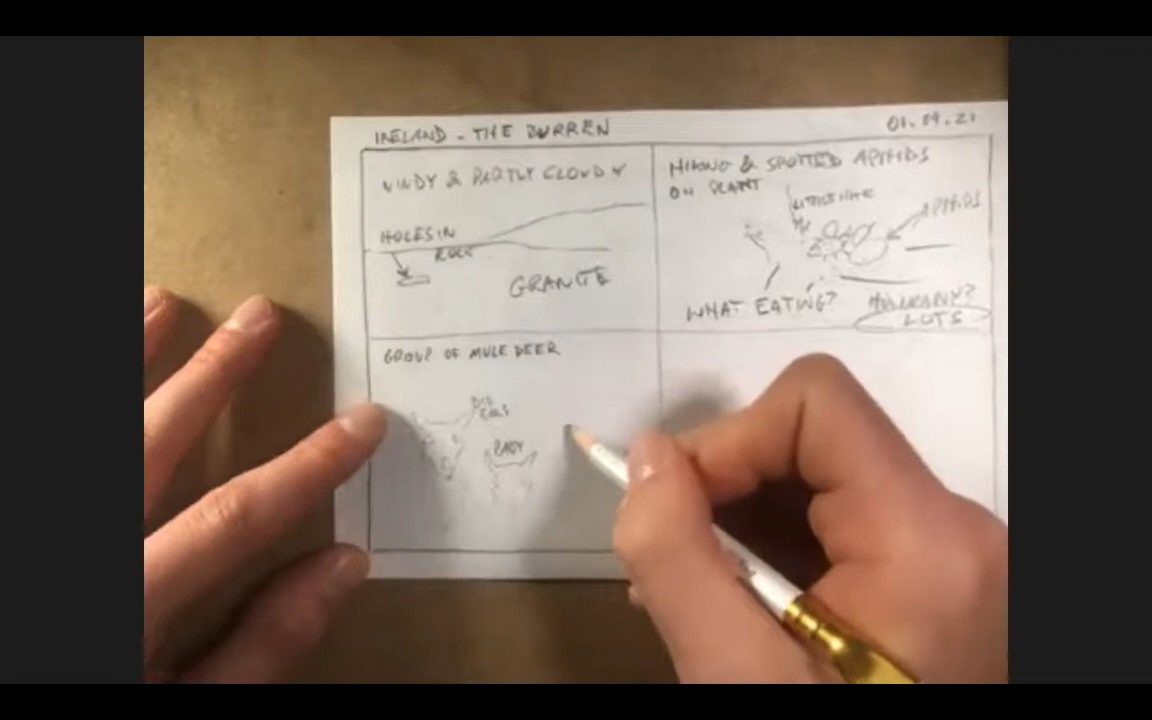 IRELAND - THE BURREN
01.09.21
WINDY & PARTLY CLOUDY
HOLES IN
ROCK
GRANITE
HIKING & SPOTTED APHIDS
ON PLANT
APHIDS
WHAT EATING?
HOW MANY?
LOTS
GROUP OF MULE DEER
BIG
EARS
BABY